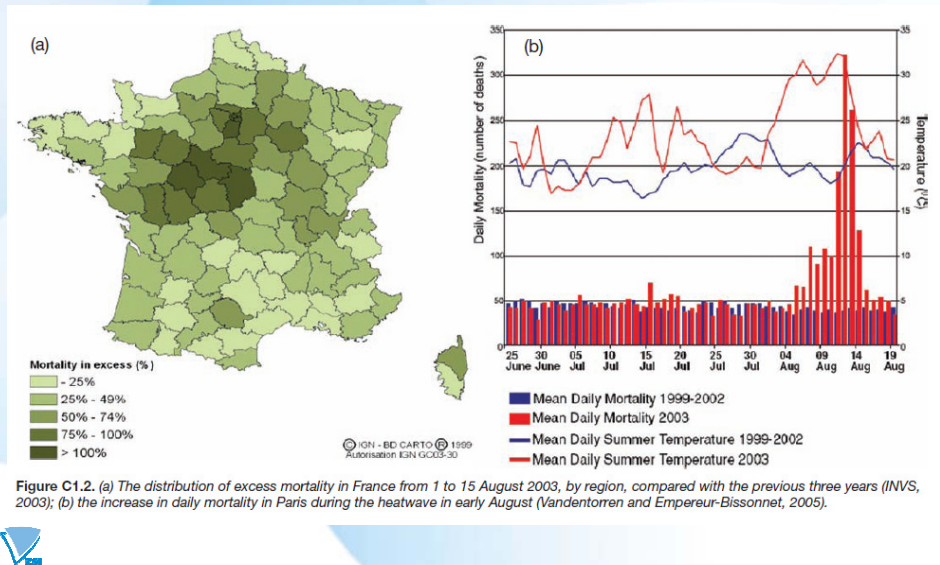 (a)
Mortality in excess (%)
- 25%
25% - 49%
50% - 74%
75% - 100%
> 100%
© IGN - BD CARTO ® 1999
Autorisation IGN GC03-30
(b)
Daily Mortality (number of deaths)
350
300
250
200
150
100
50
0
35
30
25
20
15
10
5
0
Temperature (°C)
25 June
30 June
05 Jul
10 Jul
15 Jul
20 Jul
25 Jul
30 Jul
04 Aug
09 Aug
14 Aug
19 Aug
Mean Daily Mortality 1999-2002
Mean Daily Mortality 2003
Mean Daily Summer Temperature 1999-2002
Mean Daily Summer Temperature 2003
Figure C1.2. (a) The distribution of excess mortality in France from 1 to 15 August 2003, by region, compared with the previous three years (INVS,
2003); (b) the increase in daily mortality in Paris during the heatwave in early August (Vandentorren and Empereur-Bissonnet, 2005).